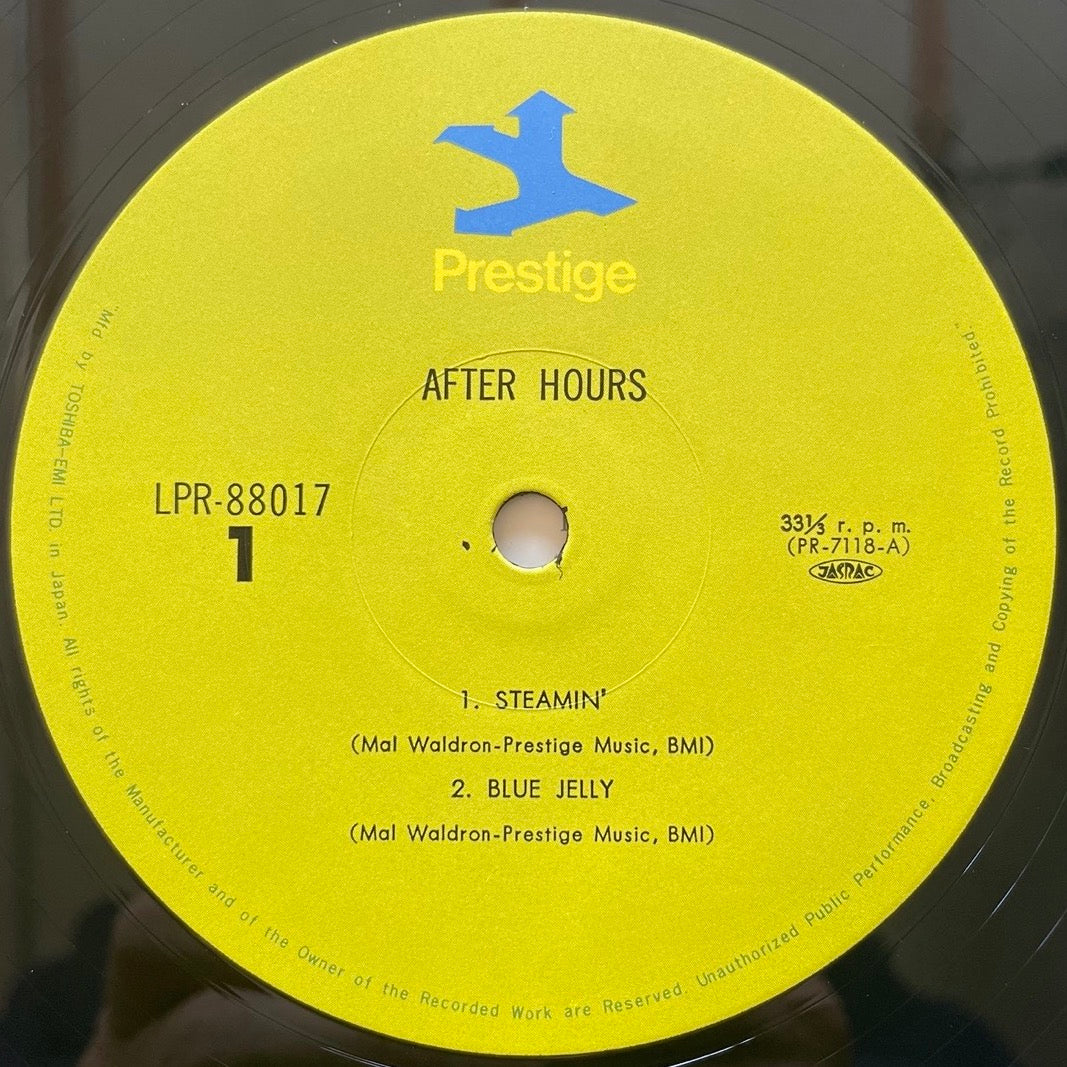 Prestige
AFTER HOURS
LPR-88017
1
33⅓ r. p. m.
(PR-7118-A)
JASRAC
1. STEAMIN'
(Mal Waldron-Prestige Music, BMI)
2. BLUE JELLY
(Mal Waldron-Prestige Music, BMI)
"Mfd by TOSHIBA-EMI LTD. in Japan. All rights of the Manufacturer and of the Owner of the Recorded Work are Reserved. Unauthorized Public Performance, Broadcasting and Copying of the Record Prohibited."